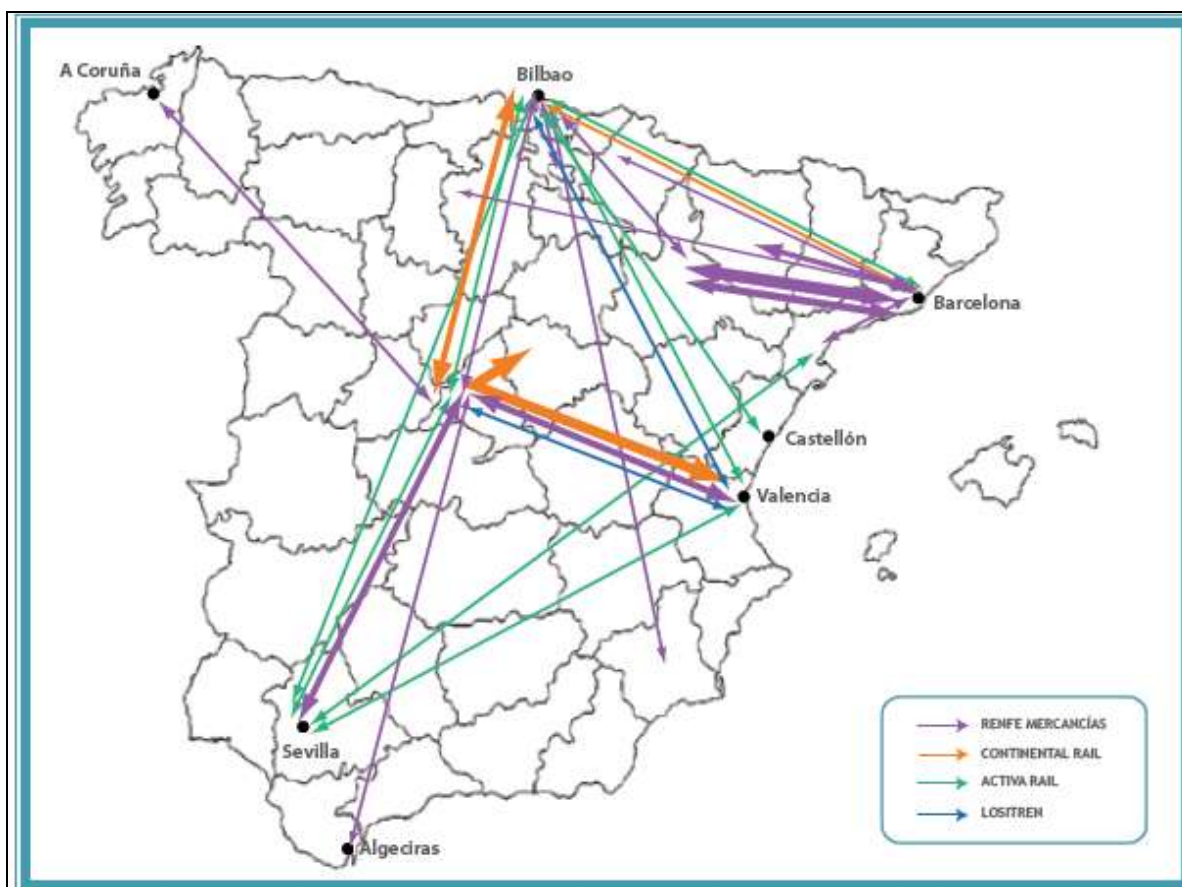 A Coruña
Bilbao
Barcelona
Castellón
Valencia
Sevilla
Algeciras
RENFE MERCANCÍAS
CONTINENTAL RAIL
ACTIVA RAIL
LOSITREN